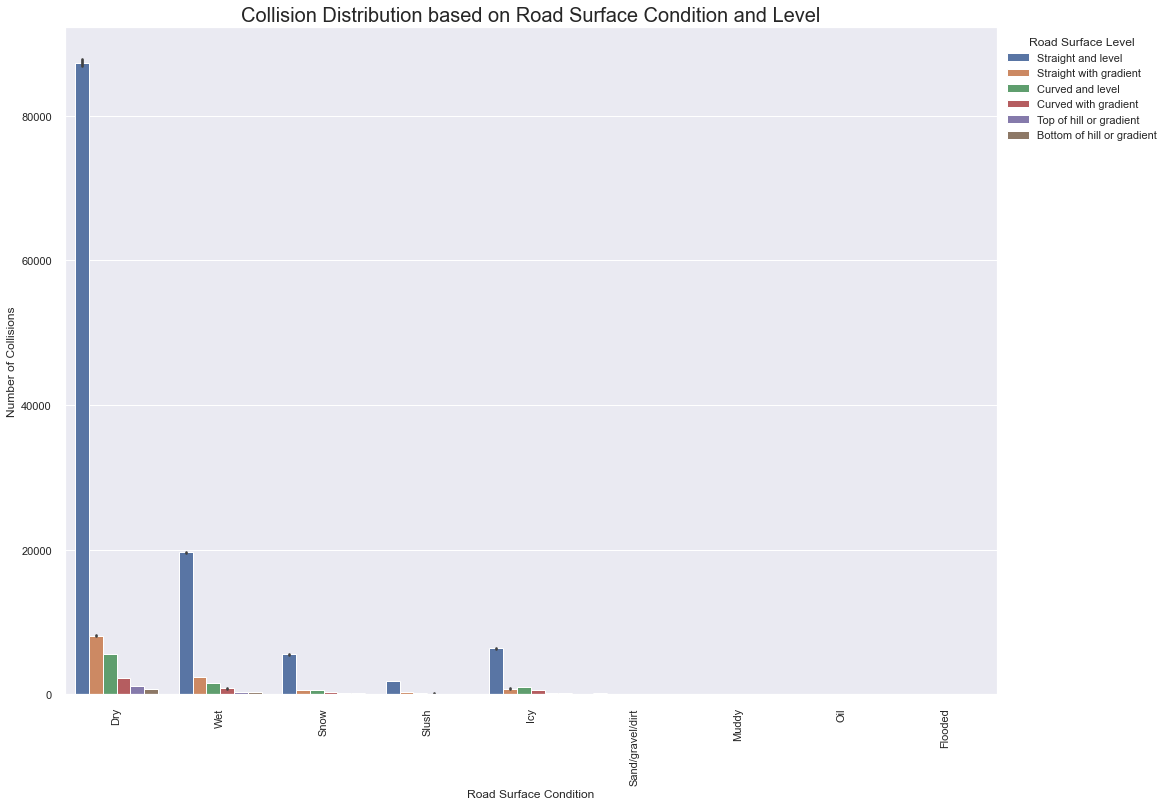 Collision Distribution based on Road Surface Condition and Level
Road Surface Level
Straight and level
Straight with gradient
Curved and level
Curved with gradient
Top of hill or gradient
Bottom of hill or gradient
Number of Collisions
80000
60000
40000
20000
0
Dry
Wet
Snow
Slush
Icy
Sand/gravel/dirt
Muddy
Oil
Flooded
Road Surface Condition